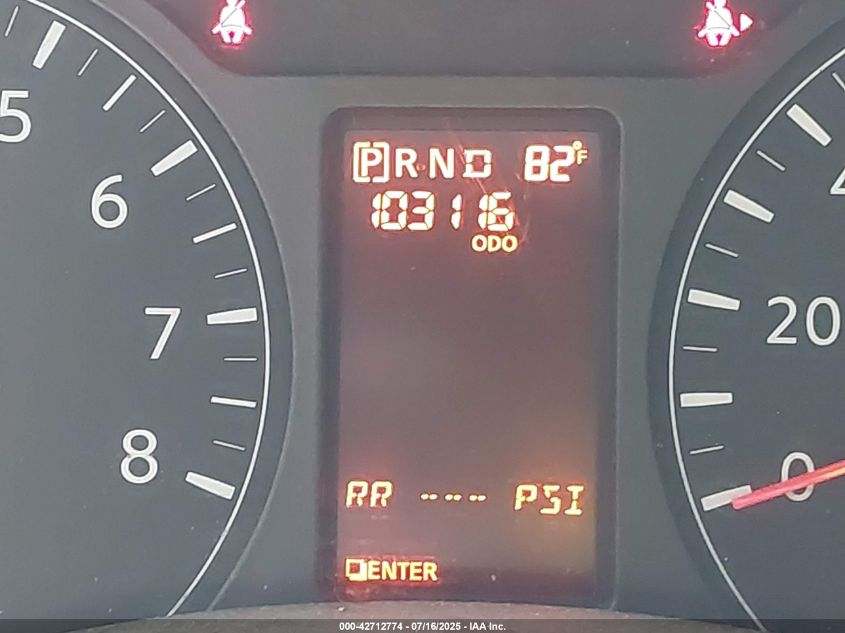 [P] R N D 82°F
103116
ODO
5
6
7
8
20
0
RR --- PSI
ENTER
000-42712774 - 07/16/2025 - IAA Inc.